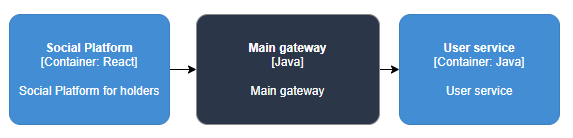 Social Platform
[Container: React]
Social Platform for holders
Main gateway
[Java]
Main gateway
User service
[Container: Java]
User service